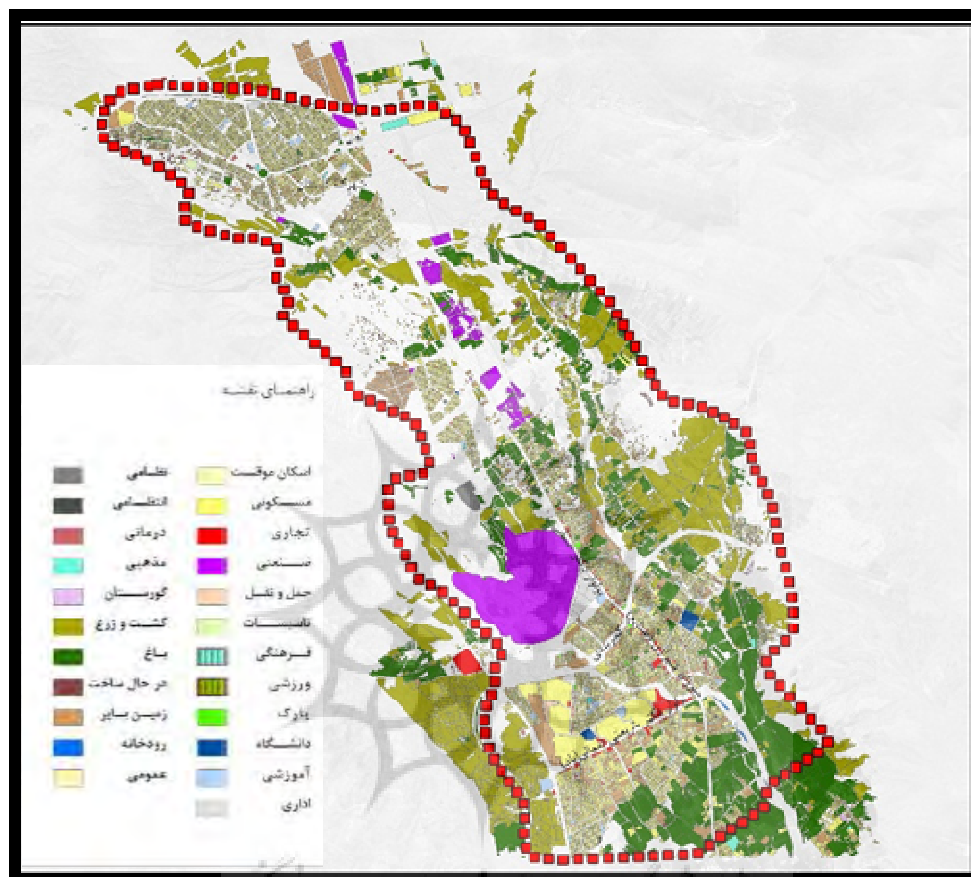 راهنمای نقشه
اسکان موقت
نظامی
مسکونی
انتظامی
تجاری
درمانی
صنعتی
مذهبی
حمل و نقل
گورستان
تاسیسات
کشت و زرع
فرهنگی
باغ
ورزشی
در حال ساخت
پارک
زمین بایر
دانشگاه
رودخانه
آموزشی
عمومی
اداری